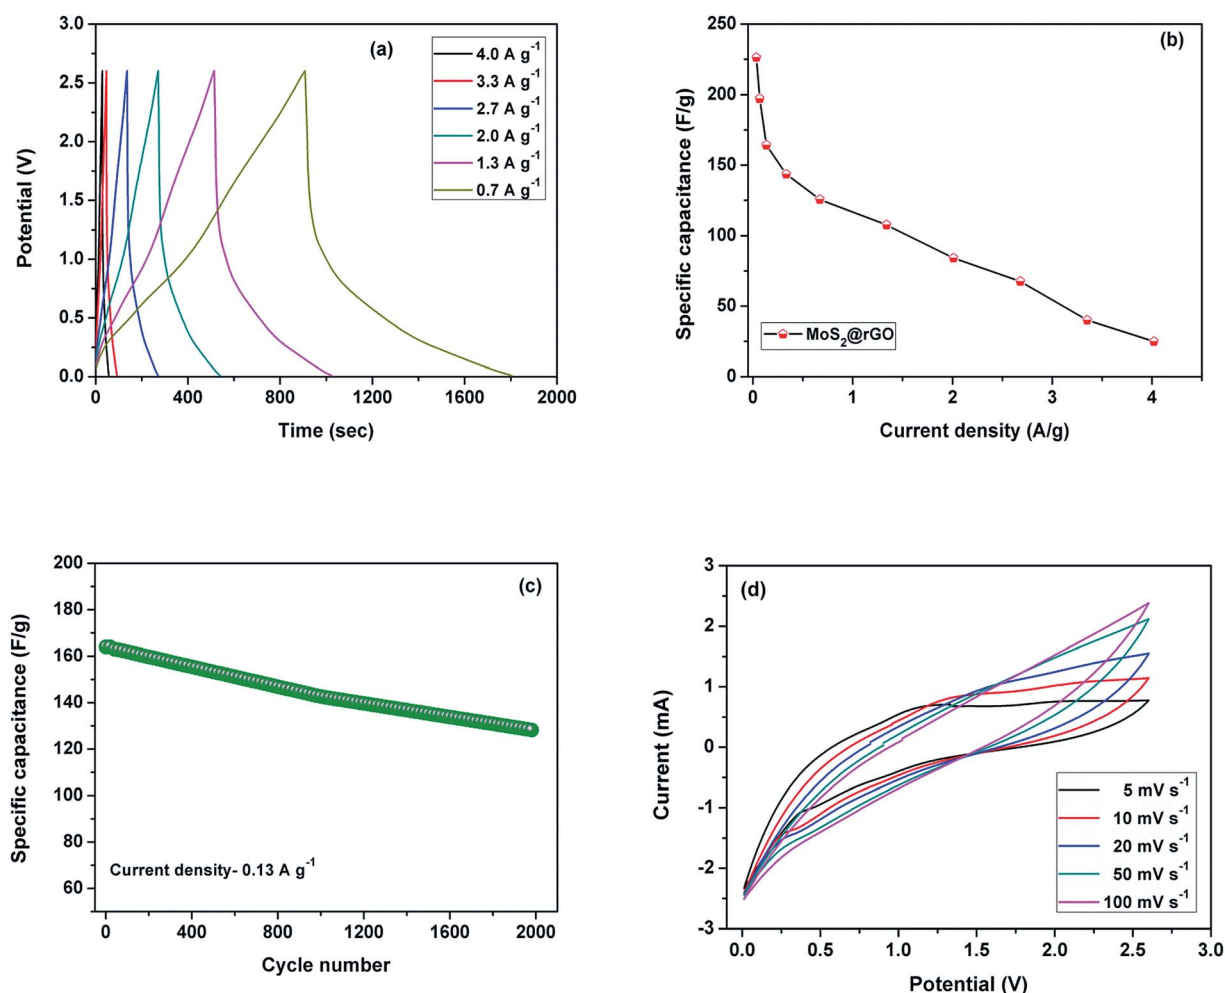 (a)
4.0 A g⁻¹
3.3 A g⁻¹
2.7 A g⁻¹
2.0 A g⁻¹
1.3 A g⁻¹
0.7 A g⁻¹
Potential (V)
3.0
2.5
2.0
1.5
1.0
0.5
0.0
0 400 800 1200 1600 2000
Time (sec)
(b)
Specific capacitance (F/g)
250
200
150
100
50
0
MoS₂@rGO
0 1 2 3 4
Current density (A/g)
(c)
Specific capacitance (F/g)
200
180
160
140
120
100
80
60
Current density- 0.13 A g⁻¹
0 400 800 1200 1600 2000
Cycle number
(d)
Current (mA)
3
2
1
0
-1
-2
-3
5 mV s⁻¹
10 mV s⁻¹
20 mV s⁻¹
50 mV s⁻¹
100 mV s⁻¹
0.0 0.5 1.0 1.5 2.0 2.5 3.0
Potential (V)